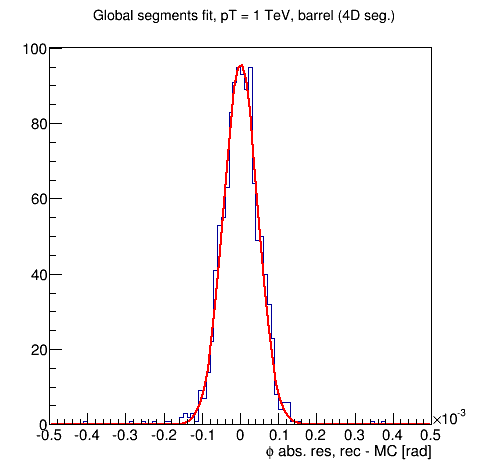 Global segments fit, pT = 1 TeV, barrel (4D seg.)
100
80
60
40
20
0
-0.5 -0.4 -0.3 -0.2 -0.1 0 0.1 0.2 0.3 0.4 0.5
×10⁻³
ϕ abs. res, rec - MC [rad]